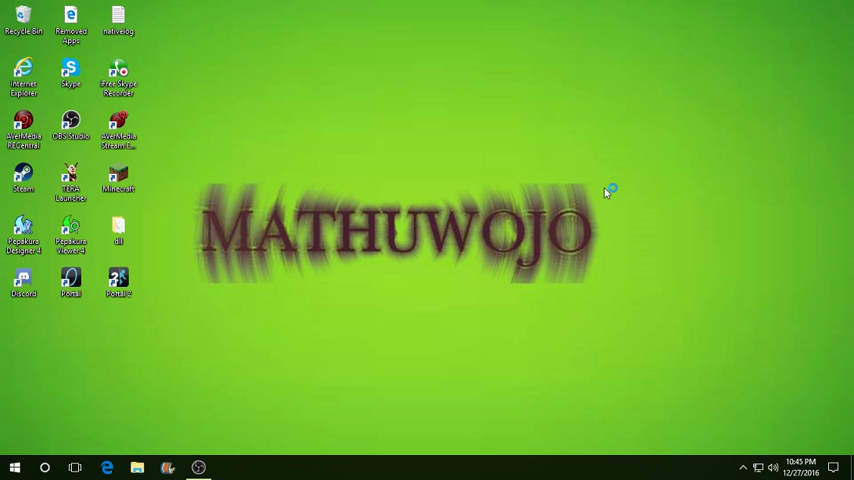 Recycle Bin
Removed
Apps
nativelog
Internet
Explorer
Skype
iFree Skype
Recorder
AVerMedia
RECentral
OBS Studio
AVerMedia
Stream E...
Steam
TERA
Launcher
Minecraft
Pepakura
Designer 4
Pepakura
Viewer 4
dll
Discord
Portal
Portal 2
MATHUWOJO
10:45 PM
12/27/2016